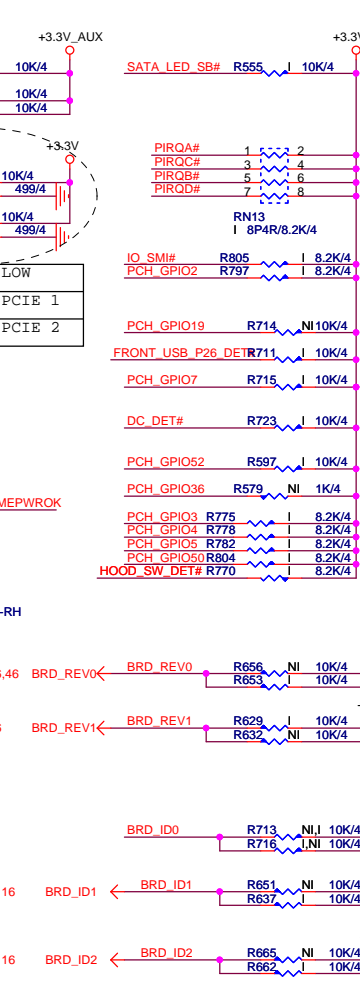 +3.3V_AUX +3.3V
10K/4 SATA_LED_SB# R555 I 10K/4
10K/4
10K/4
+3.3V
PIRQA# 1 2
PIRQC# 3 4
10K/4 PIRQB# 5 6
499/4 PIRQD# 7 8
RN13
10K/4 I 8P4R/8.2K/4
499/4
IO_SMI# R805 I 8.2K/4
LOW PCH_GPIO2 R797 I 8.2K/4
PCIE 1
PCIE 2 PCH_GPIO19 R714 NI 10K/4
FRONT_USB_P26_DET# R711 I 10K/4
PCH_GPIO7 R715 I 10K/4
DC_DET# R723 I 10K/4
PCH_GPIO52 R597 I 10K/4
PCH_GPIO36 R579 NI 1K/4
MEPWROK
PCH_GPIO3 R775 I 8.2K/4
PCH_GPIO4 R778 I 8.2K/4
PCH_GPIO5 R782 I 8.2K/4
PCH_GPIO50 R804 I 8.2K/4
HOOD_SW_DET# R770 I 8.2K/4
-RH
,46 BRD_REV0 BRD_REV0 R656 NI 10K/4
R653 I 10K/4
BRD_REV1 BRD_REV1 R629 I 10K/4
R632 NI 10K/4
BRD_ID0 R713 NI,I 10K/4
R716 I,NI 10K/4
16 BRD_ID1 BRD_ID1 R651 NI 10K/4
R637 I 10K/4
16 BRD_ID2 BRD_ID2 R665 NI 10K/4
R662 I 10K/4